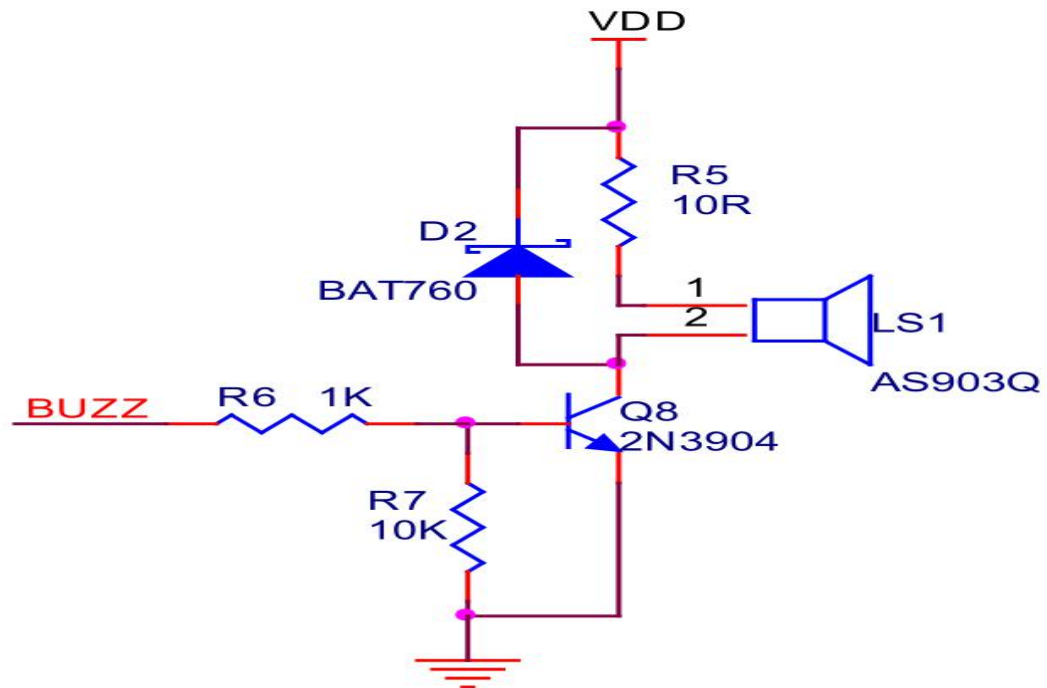 VDD
R5
10R
D2
BAT760
1
2
LS1
AS903Q
R6 1K
BUZZ
Q8
2N3904
R7
10K